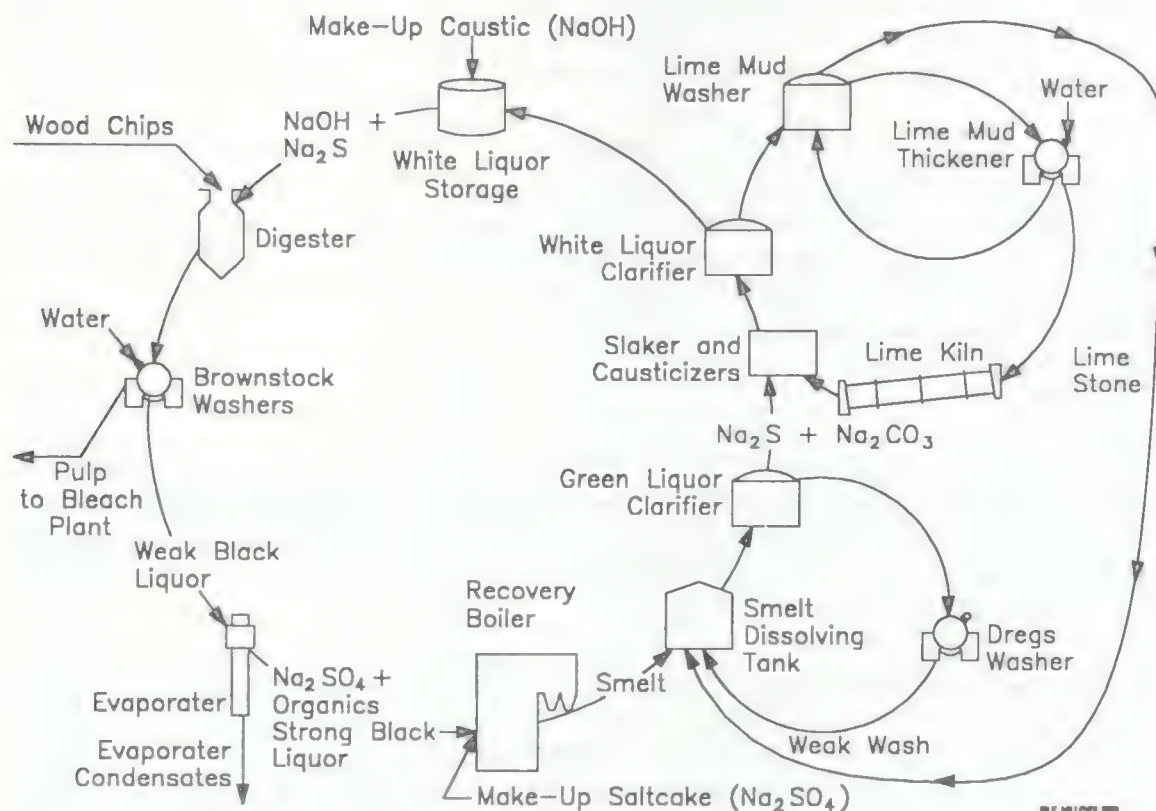 Make-Up Caustic (NaOH)
Wood Chips
NaOH +
Na₂S
White Liquor
Storage
Digester
Water
Brownstock
Washers
Pulp
to Bleach
Plant
Weak Black
Liquor
Evaporater
Evaporater
Condensates
Na₂SO₄ +
Organics
Strong Black
Liquor
Recovery
Boiler
Smelt
Make-Up Saltcake (Na₂SO₄)
Lime Mud
Washer
Water
Lime Mud
Thickener
White Liquor
Clarifier
Slaker and
Causticizers
Lime Kiln
Lime
Stone
Na₂S + Na₂CO₃
Green Liquor
Clarifier
Smelt
Dissolving
Tank
Dregs
Washer
Weak Wash